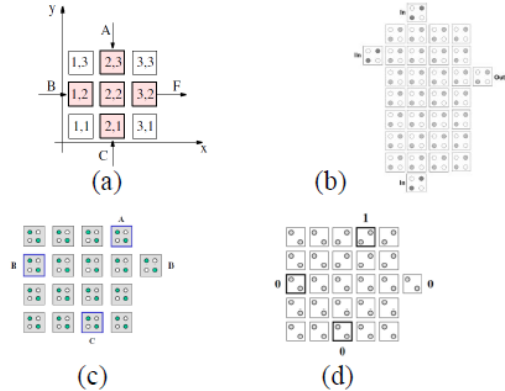 y
A
1,3 2,3 3,3
B 1,2 2,2 3,2 F
1,1 2,1 3,1
C x
(a)
In
In
Out
In
(b)
A
B B
C
(c)
1
0 0
0
(d)